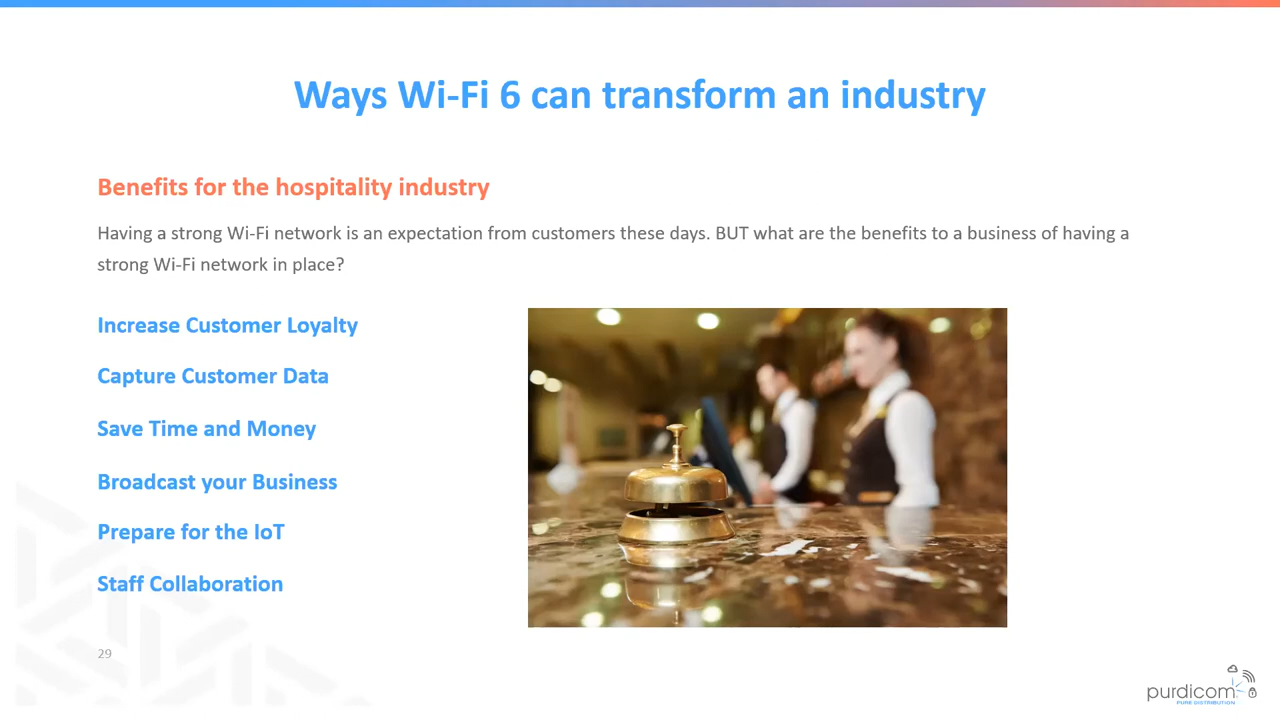 Ways Wi-Fi 6 can transform an industry
Benefits for the hospitality industry
Having a strong Wi-Fi network is an expectation from customers these days. BUT what are the benefits to a business of having a
strong Wi-Fi network in place?
Increase Customer Loyalty
Capture Customer Data
Save Time and Money
Broadcast your Business
Prepare for the IoT
Staff Collaboration
29
purdicom
PURE DISTRIBUTION